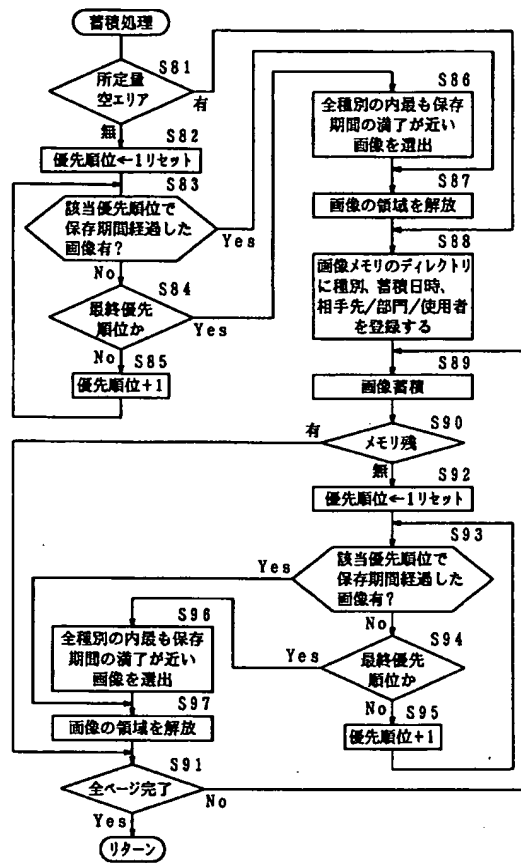 蓄積処理
S81
所定量
空エリア
有
無
S82
優先順位←1リセット
S83
該当優先順位で
保存期間経過した
画像有?
Yes
No
S84
最終優先
順位か
Yes
No
S85
優先順位+1
S86
全種別の内最も保存
期間の満了が近い
画像を選出
S87
画像の領域を解放
S88
画像メモリのディレクトリ
に種別、蓄積日時、
相手先/部門/使用者
を登録する
S89
画像蓄積
S90
有
メモリ残
無
S92
優先順位←1リセット
S93
Yes
該当優先順位で
保存期間経過した
画像有?
No
S94
Yes
最終優先
順位か
No
S95
優先順位+1
S96
全種別の内最も保存
期間の満了が近い
画像を選出
S97
画像の領域を解放
S91
全ページ完了
No
Yes
リターン